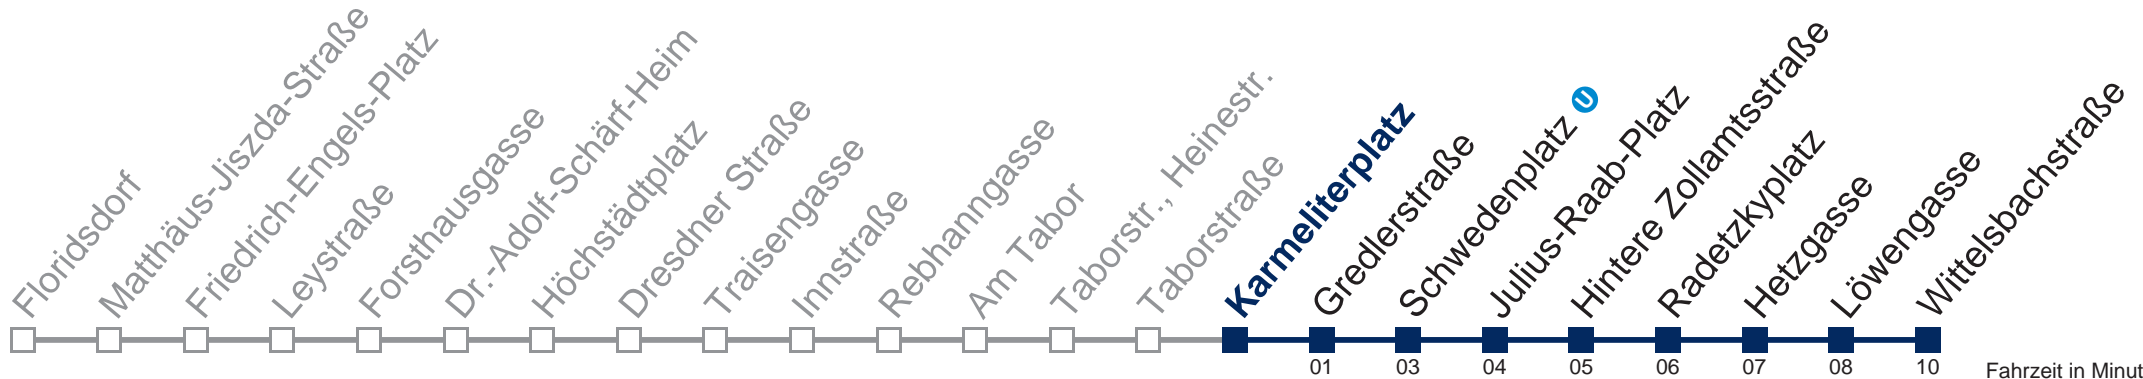 Floridsdorf
Matthäus-Jiszda-Straße
Friedrich-Engels-Platz
Leystraße
Forsthausgasse
Dr.-Adolf-Schärf-Heim
Höchstädtplatz
Dresdner Straße
Traisengasse
Innstraße
Rebhanngasse
Am Tabor
Taborstr., Heinestr.
Taborstraße
Karmeliterplatz
Gredlerstraße
Schwedenplatz U
Julius-Raab-Platz
Hintere Zollamtsstraße
Radetzkyplatz
Hetzgasse
Löwengasse
Wittelsbachstraße
01 03 04 05 06 07 08 10
Fahrzeit in Minut